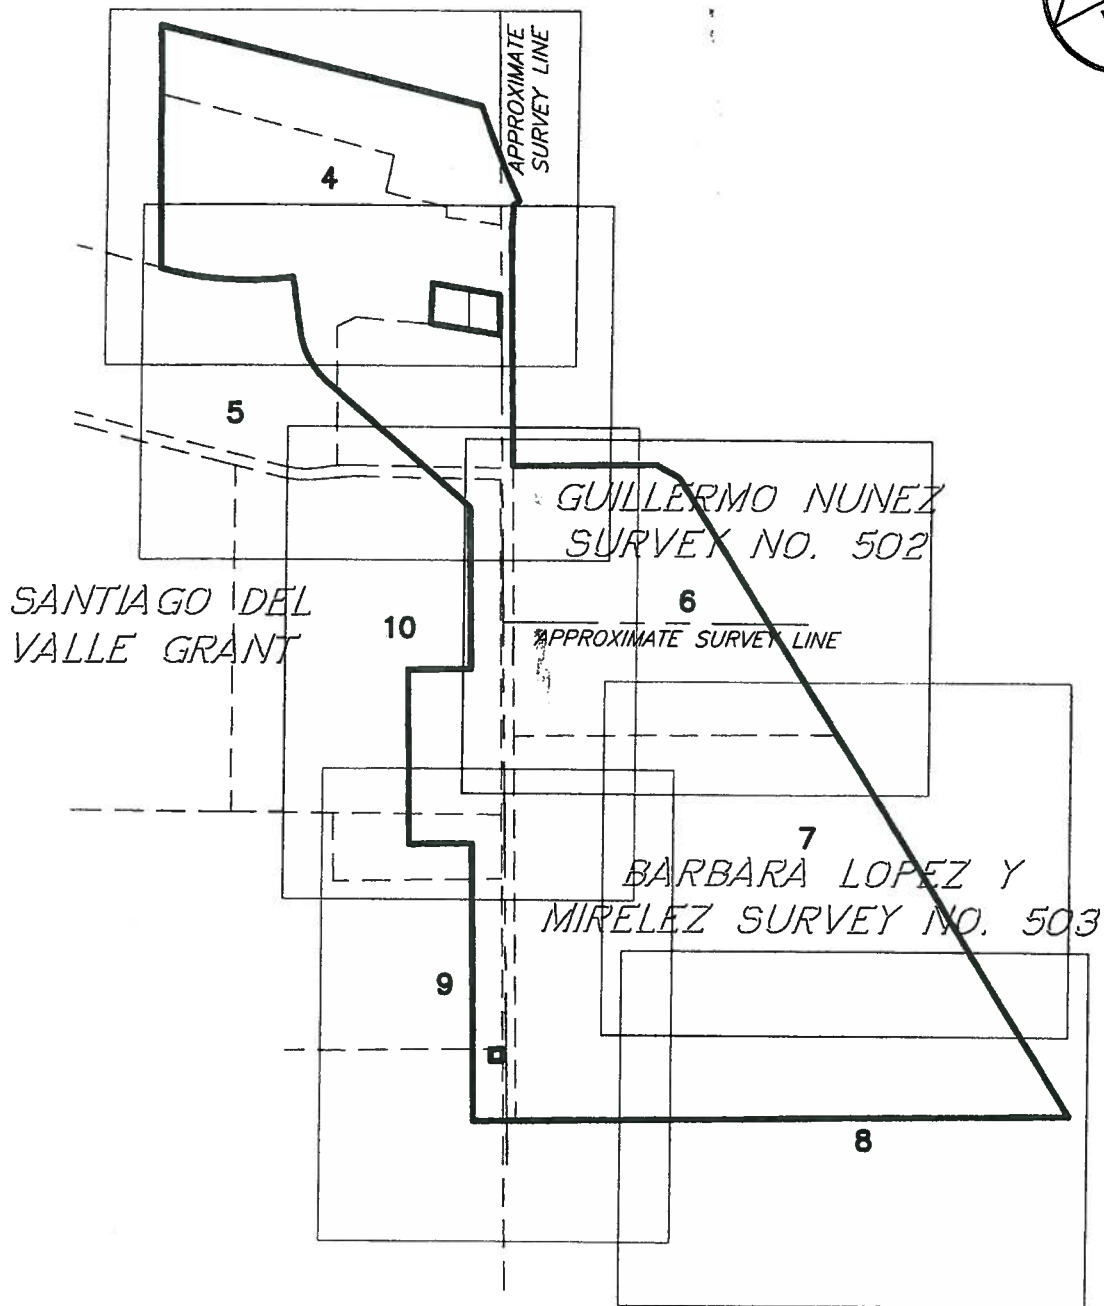 APPROXIMATE
SURVEY LINE
4
5
GUILLERMO NUNEZ
SURVEY NO. 502
SANTIAGO DEL
VALLE GRANT
10
6
APPROXIMATE SURVEY LINE
7
BARBARA LOPEZ Y
MIRELEZ SURVEY NO. 503
9
8